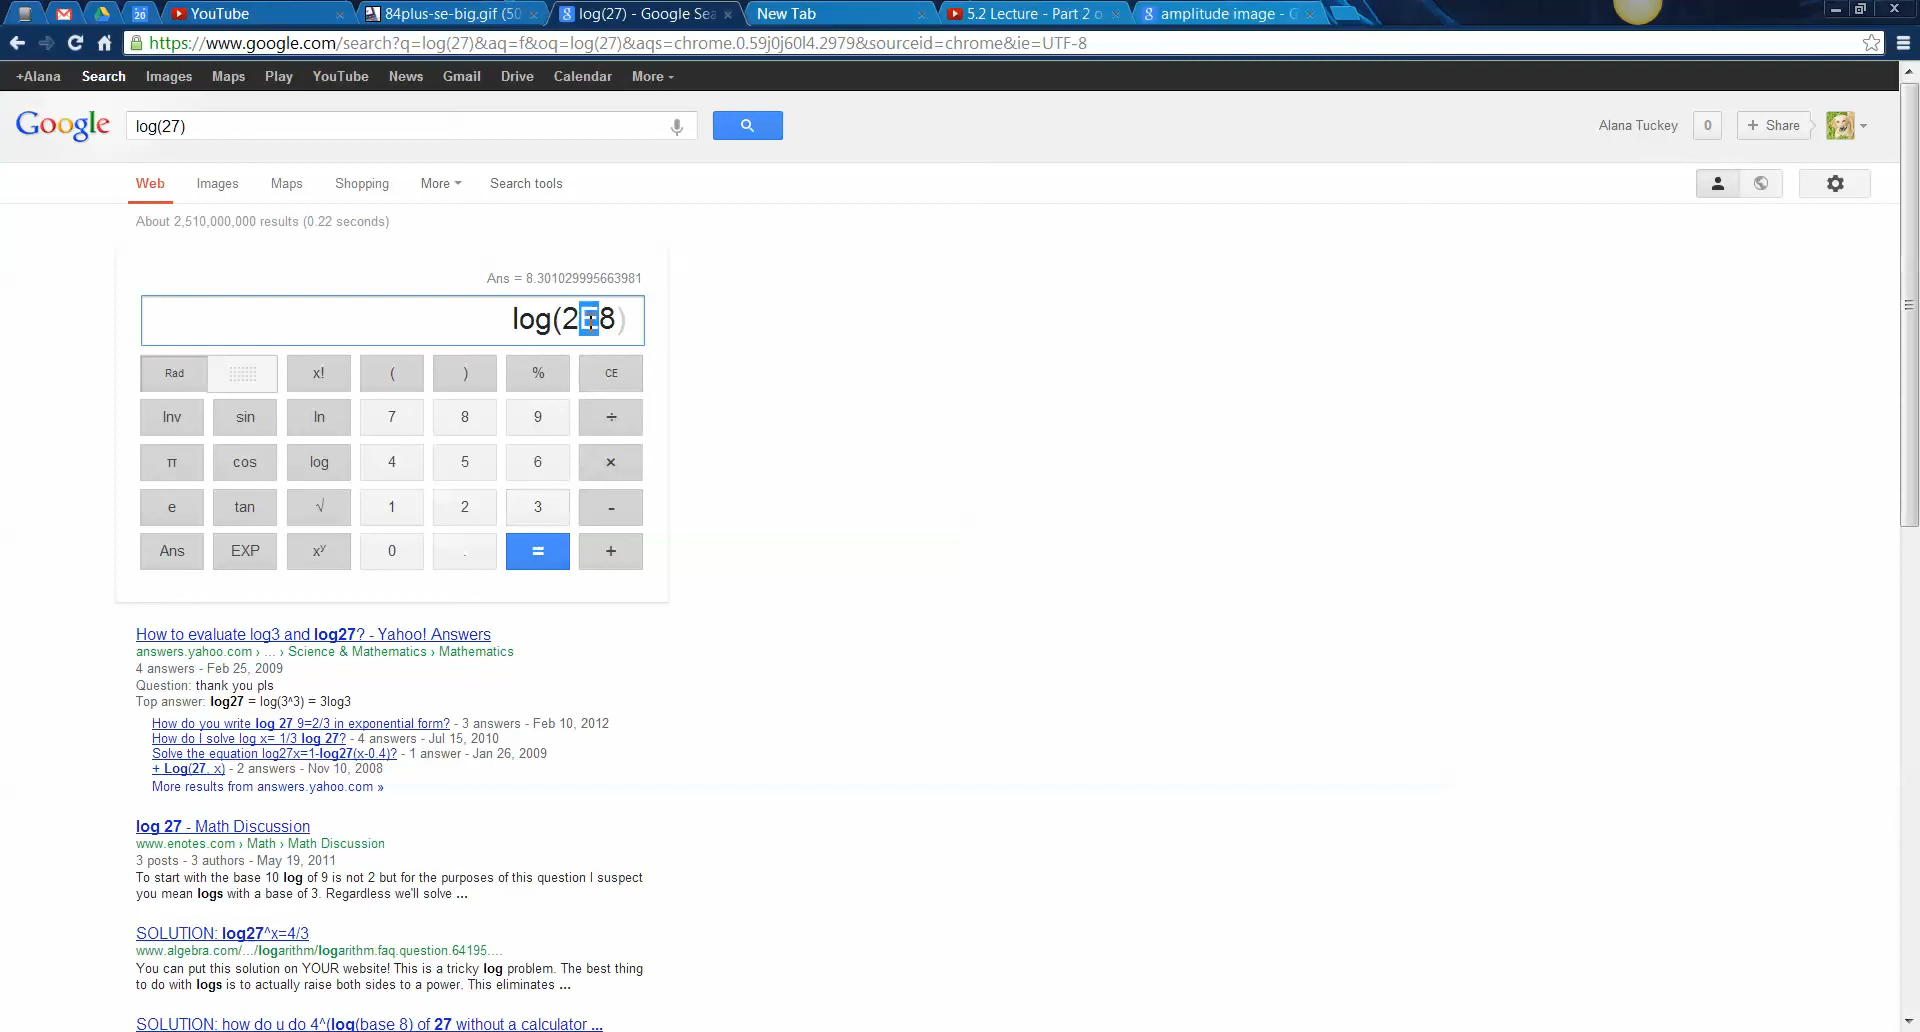 20
YouTube
84plus-se-big.gif (50
log(27) - Google Sea
New Tab
5.2 Lecture - Part 2 o
amplitude image - G
https://www.google.com/search?q=log(27)&aq=f&oq=log(27)&aqs=chrome.0.59j0j60l4.2979&sourceid=chrome&ie=UTF-8
+Alana Search Images Maps Play YouTube News Gmail Drive Calendar More
Google log(27)
Alana Tuckey 0 + Share
Web Images Maps Shopping More Search tools
About 2,510,000,000 results (0.22 seconds)
Ans = 8.301029995663981
log(2E8)
Rad x! ( ) % CE
Inv sin ln 7 8 9 ÷
π cos log 4 5 6 ×
e tan √ 1 2 3 -
Ans EXP xʸ 0 . = +
How to evaluate log3 and log27? - Yahoo! Answers
answers.yahoo.com › ... › Science & Mathematics › Mathematics
4 answers - Feb 25, 2009
Question: thank you pls
Top answer: log27 = log(3^3) = 3log3
How do you write log 27 9=2/3 in exponential form? - 3 answers - Feb 10, 2012
How do I solve log x= 1/3 log 27? - 4 answers - Jul 15, 2010
Solve the equation log27x=1-log27(x-0.4)? - 1 answer - Jan 26, 2009
+ Log(27, x) - 2 answers - Nov 10, 2008
More results from answers.yahoo.com »
log 27 - Math Discussion
www.enotes.com › Math › Math Discussion
3 posts - 3 authors - May 19, 2011
To start with the base 10 log of 9 is not 2 but for the purposes of this question I suspect
you mean logs with a base of 3. Regardless we'll solve ...
SOLUTION: log27^x=4/3
www.algebra.com/.../logarithm/logarithm.faq.question.64195....
You can put this solution on YOUR website! This is a tricky log problem. The best thing
to do with logs is to actually raise both sides to a power. This eliminates ...
SOLUTION: how do u do 4^(log(base 8) of 27 without a calculator ...